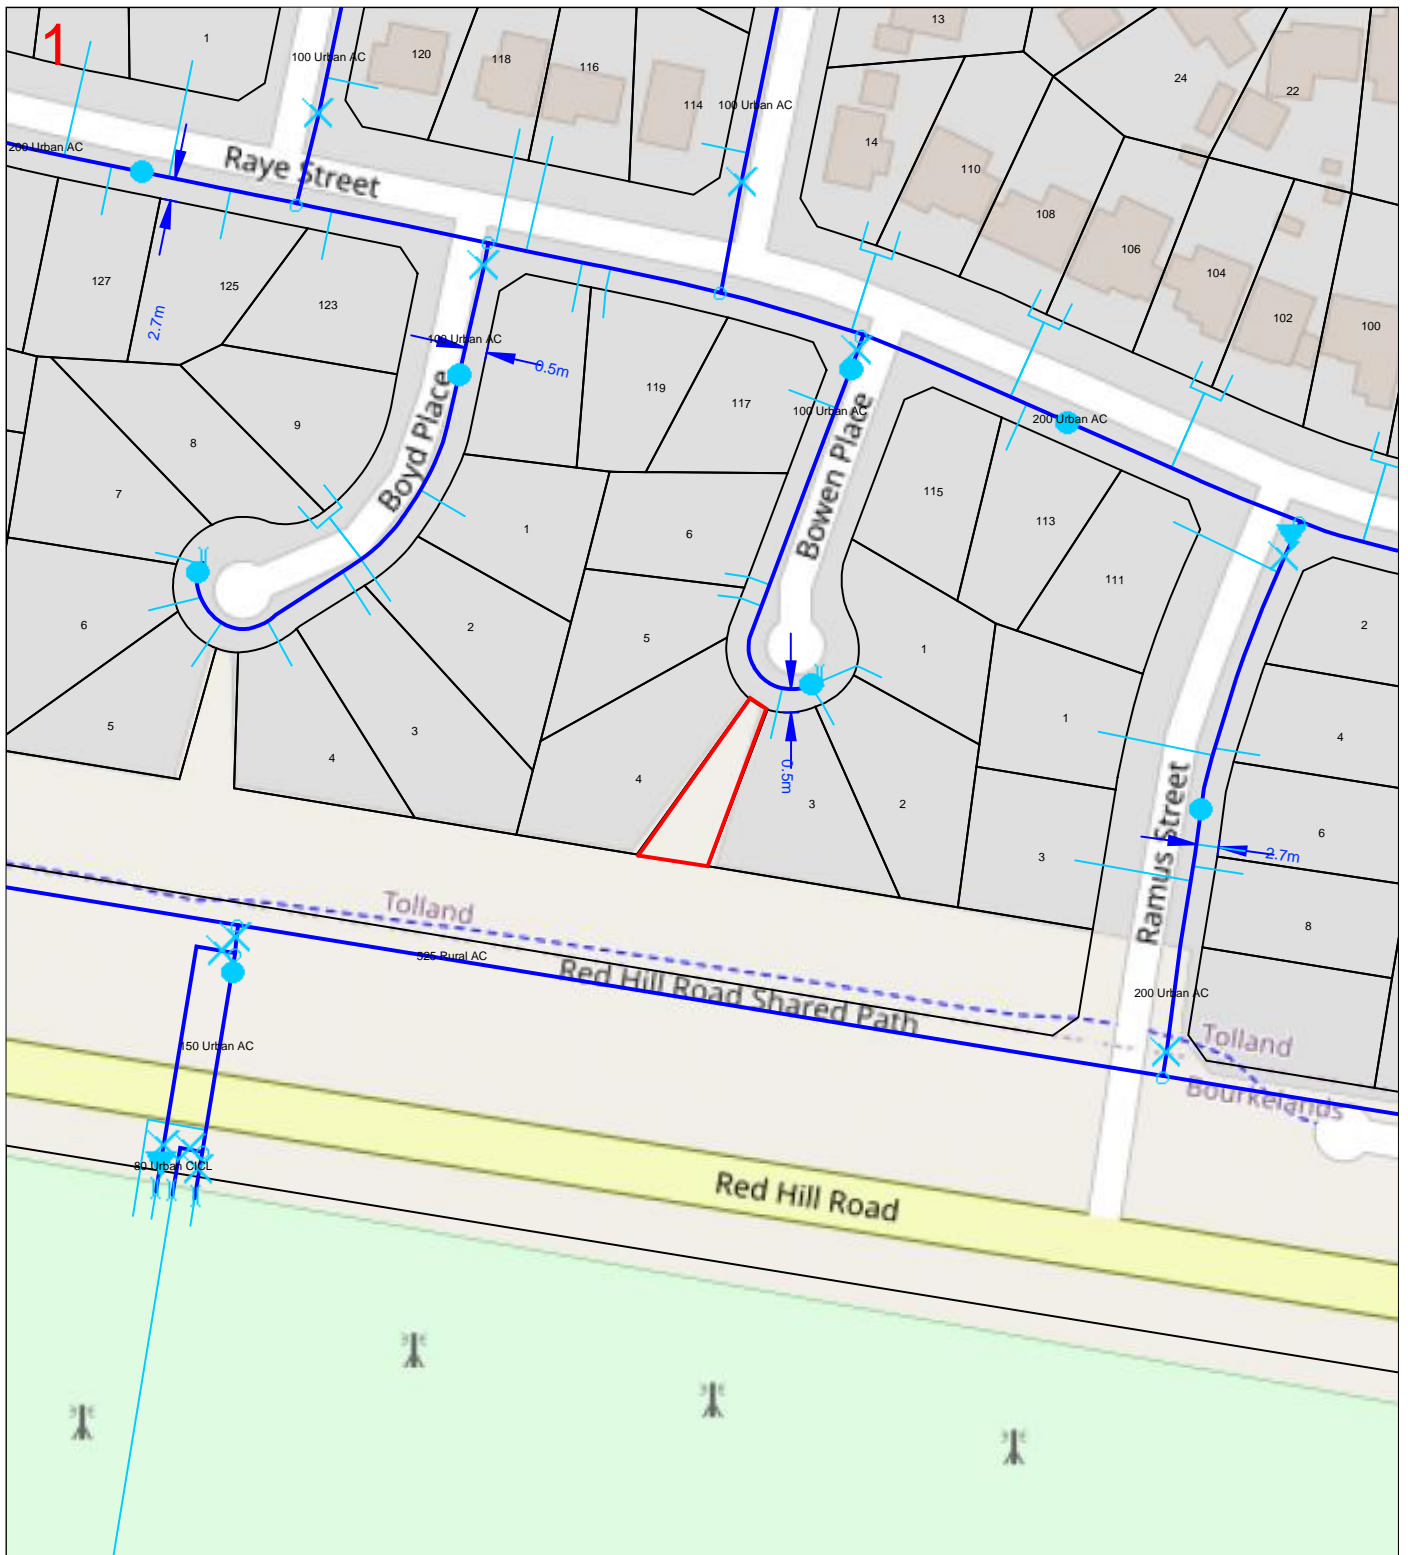 1
1
13
120
118
116
114
24
22
100 Urban AC
100 Urban AC
14
110
200 Urban AC
Raye Street
108
106
104
102
100
127
125
123
2.7m
100 Urban AC
0.5m
119
117
100 Urban AC
200 Urban AC
9
8
7
Boyd Place
Bowen Place
115
113
111
1
6
2
5
1
6
2
4
5
3
4
4
0.5m
3
2
1
3
Ramus Street
4
6
2.7m
8
Tolland
525 Rural AC
Red Hill Road Shared Path
200 Urban AC
Tolland
Bourkelands
150 Urban AC
80 Urban CICL
Red Hill Road